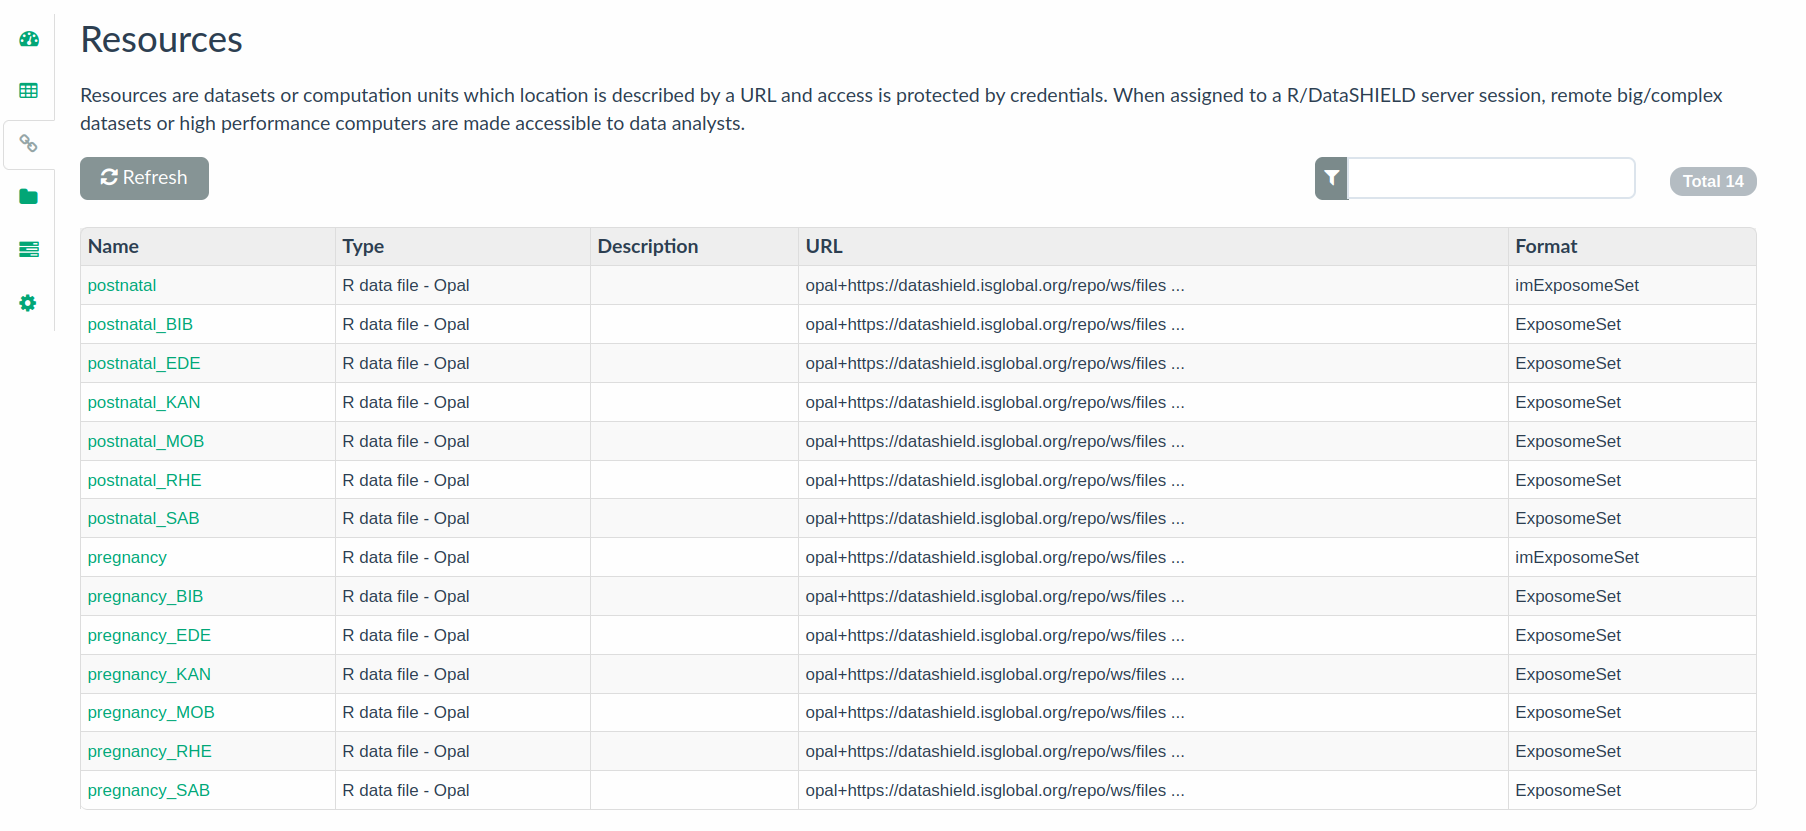 Resources
Resources are datasets or computation units which location is described by a URL and access is protected by credentials. When assigned to a R/DataSHIELD server session, remote big/complex
datasets or high performance computers are made accessible to data analysts.
Refresh
Total 14
Name Type Description URL Format
postnatal R data file - Opal opal+https://datashield.isglobal.org/repo/ws/files ... imExposomeSet
postnatal_BIB R data file - Opal opal+https://datashield.isglobal.org/repo/ws/files ... ExposomeSet
postnatal_EDE R data file - Opal opal+https://datashield.isglobal.org/repo/ws/files ... ExposomeSet
postnatal_KAN R data file - Opal opal+https://datashield.isglobal.org/repo/ws/files ... ExposomeSet
postnatal_MOB R data file - Opal opal+https://datashield.isglobal.org/repo/ws/files ... ExposomeSet
postnatal_RHE R data file - Opal opal+https://datashield.isglobal.org/repo/ws/files ... ExposomeSet
postnatal_SAB R data file - Opal opal+https://datashield.isglobal.org/repo/ws/files ... ExposomeSet
pregnancy R data file - Opal opal+https://datashield.isglobal.org/repo/ws/files ... imExposomeSet
pregnancy_BIB R data file - Opal opal+https://datashield.isglobal.org/repo/ws/files ... ExposomeSet
pregnancy_EDE R data file - Opal opal+https://datashield.isglobal.org/repo/ws/files ... ExposomeSet
pregnancy_KAN R data file - Opal opal+https://datashield.isglobal.org/repo/ws/files ... ExposomeSet
pregnancy_MOB R data file - Opal opal+https://datashield.isglobal.org/repo/ws/files ... ExposomeSet
pregnancy_RHE R data file - Opal opal+https://datashield.isglobal.org/repo/ws/files ... ExposomeSet
pregnancy_SAB R data file - Opal opal+https://datashield.isglobal.org/repo/ws/files ... ExposomeSet